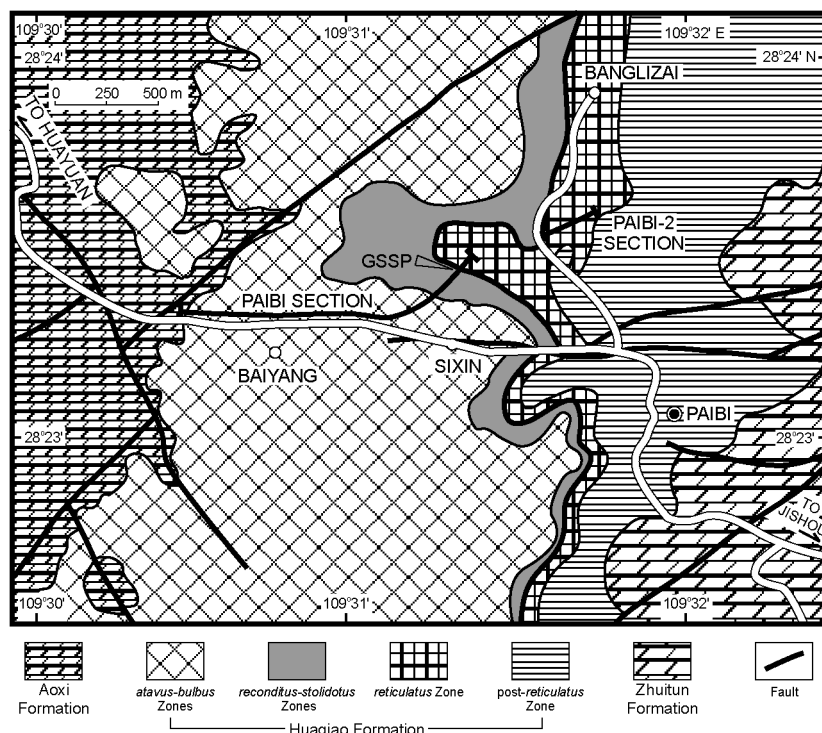 109°30'
109°31'
109°32' E
28°24'
28°24' N
BANGLIZAI
0 250 500 m
TO HUAYUAN
PAIBI-2
SECTION
GSSP
PAIBI SECTION
SIXIN
BAIYANG
PAIBI
28°23'
28°23'
TO
JISHOU
109°30'
109°31'
109°32'
Aoxi
Formation
atavus-bulbus
Zones
reconditus-stolidotus
Zones
reticulatus Zone
post-reticulatus
Zone
Zhuitun
Formation
Fault
Huaqiao Formation